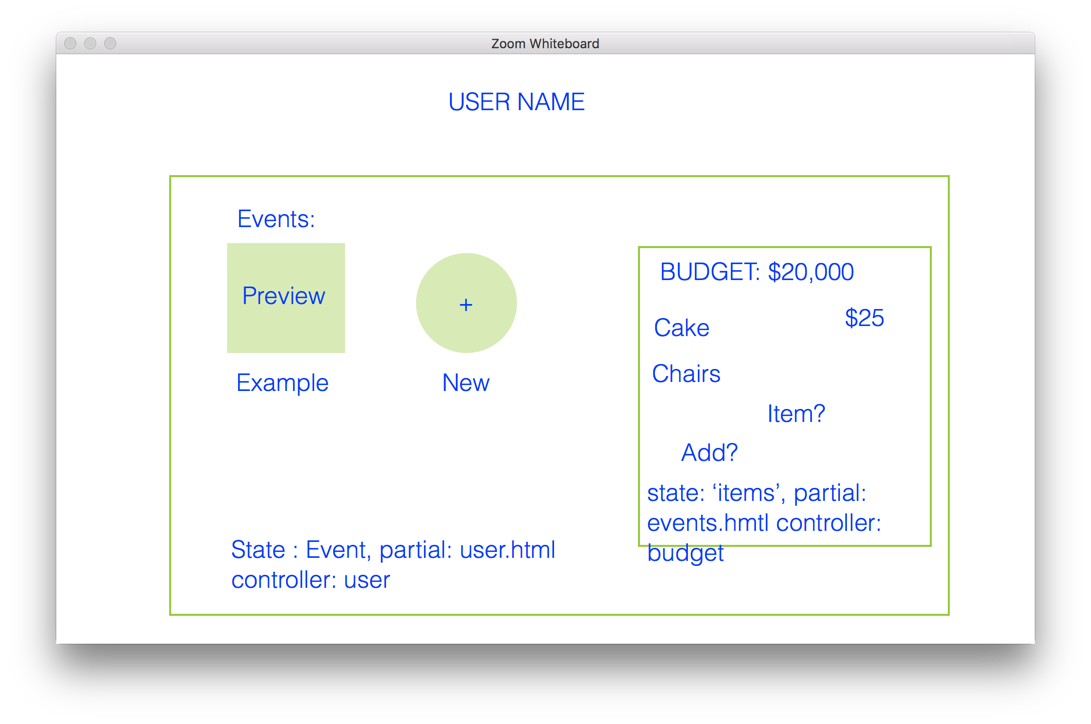 Zoom Whiteboard
USER NAME
Events:
Preview
+
Example
New
State : Event, partial: user.html
controller: user
BUDGET: $20,000
Cake
$25
Chairs
Item?
Add?
state: ‘items’, partial:
events.hmtl controller:
budget